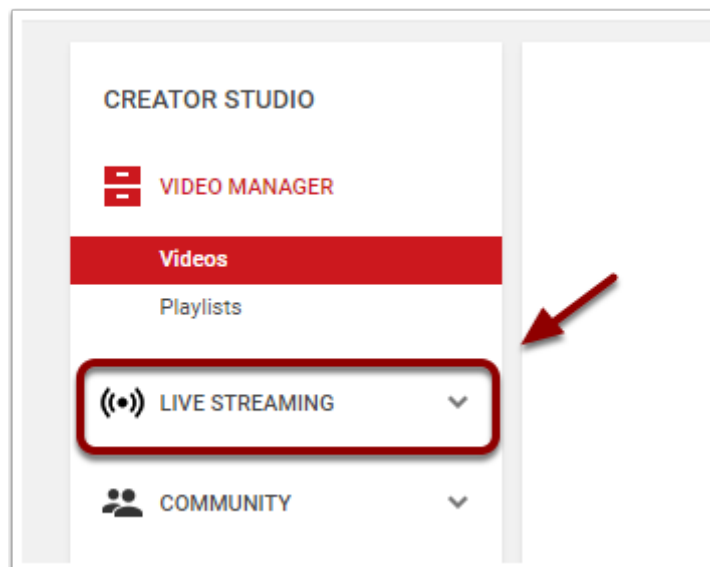 CREATOR STUDIO
VIDEO MANAGER
Videos
Playlists
LIVE STREAMING
COMMUNITY